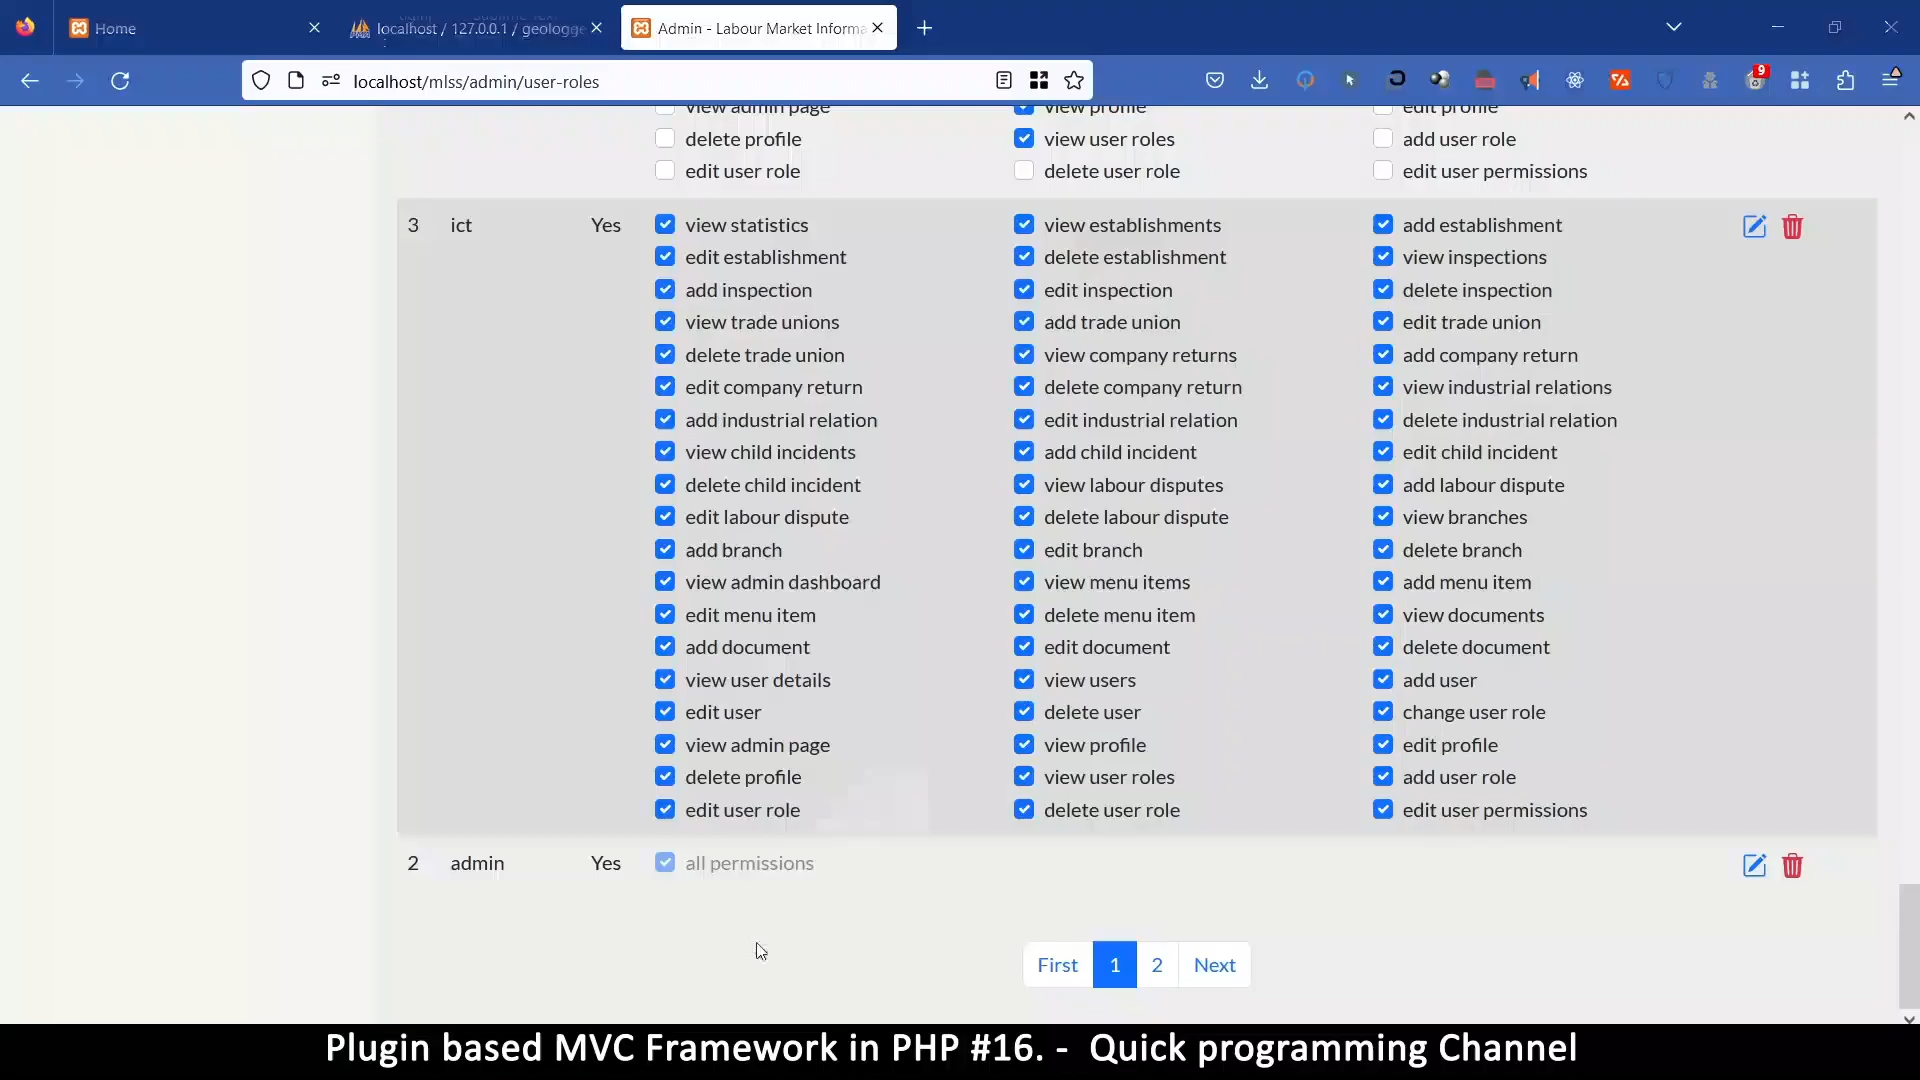 Home
localhost / 127.0.0.1 / geologge
Admin - Labour Market Informa
localhost/mlss/admin/user-roles
9
view admin page view profile edit profile
delete profile view user roles add user role
edit user role delete user role edit user permissions
3 ict Yes view statistics view establishments add establishment
edit establishment delete establishment view inspections
add inspection edit inspection delete inspection
view trade unions add trade union edit trade union
delete trade union view company returns add company return
edit company return delete company return view industrial relations
add industrial relation edit industrial relation delete industrial relation
view child incidents add child incident edit child incident
delete child incident view labour disputes add labour dispute
edit labour dispute delete labour dispute view branches
add branch edit branch delete branch
view admin dashboard view menu items add menu item
edit menu item delete menu item view documents
add document edit document delete document
view user details view users add user
edit user delete user change user role
view admin page view profile edit profile
delete profile view user roles add user role
edit user role delete user role edit user permissions
2 admin Yes all permissions
First 1 2 Next
Plugin based MVC Framework in PHP #16. - Quick programming Channel